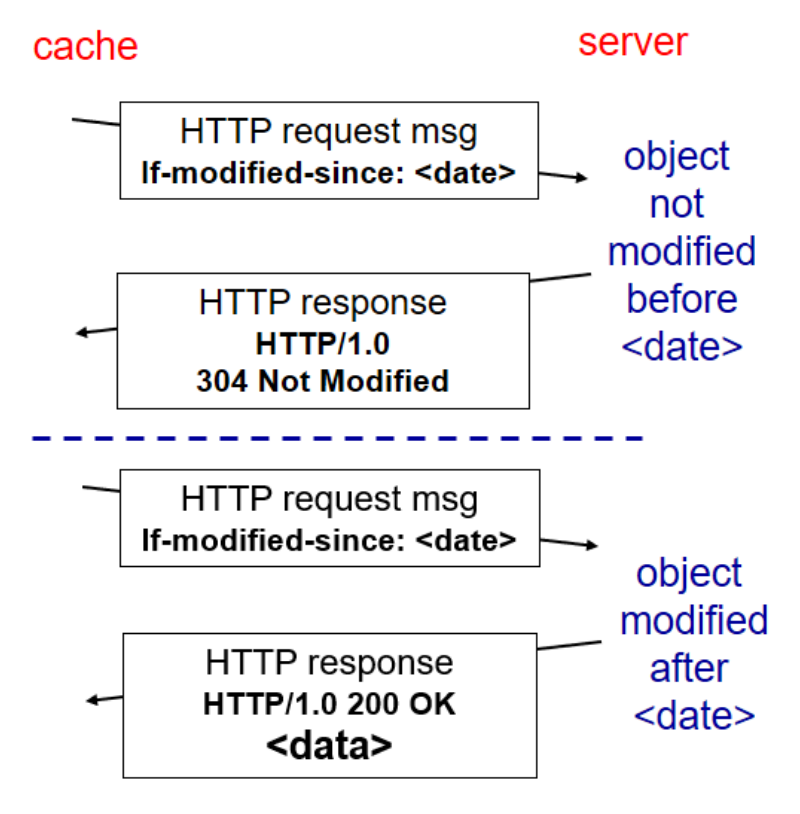 cache
server
HTTP request msg
If-modified-since: <date>
object
not
modified
before
<date>
HTTP response
HTTP/1.0
304 Not Modified
HTTP request msg
If-modified-since: <date>
object
modified
after
<date>
HTTP response
HTTP/1.0 200 OK
<data>